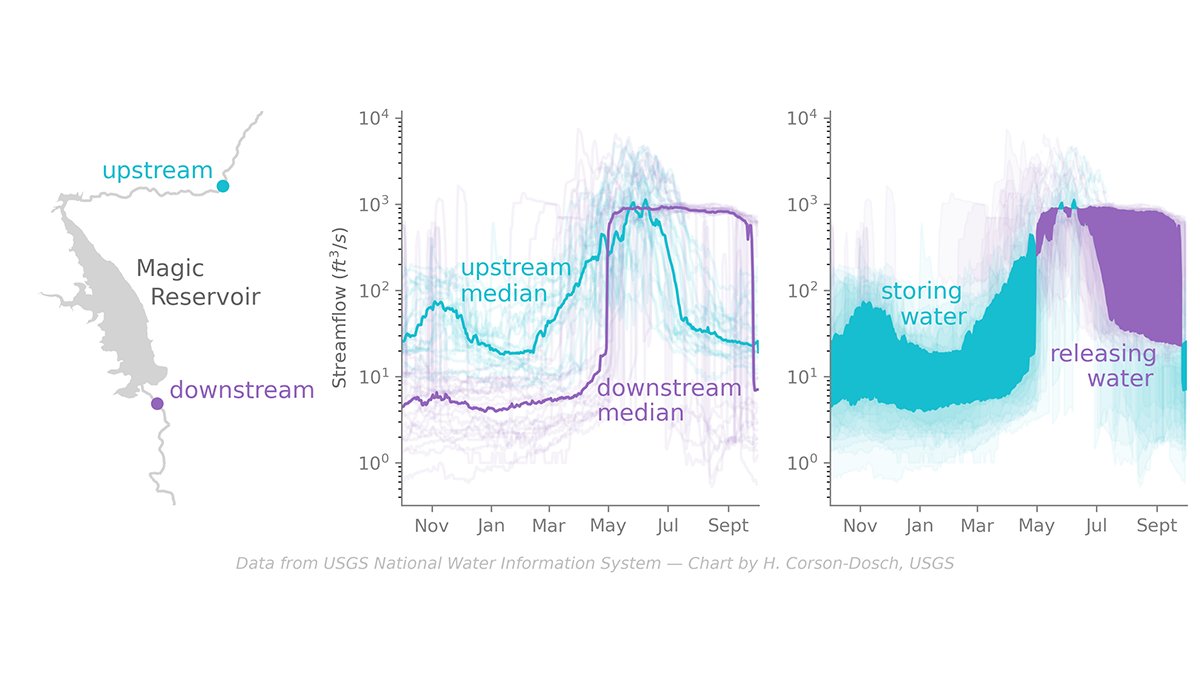 upstream
Magic
Reservoir
downstream
Streamflow (ft³/s)
10⁴
10³
10²
10¹
10⁰
upstream
median
downstream
median
Nov Jan Mar May Jul Sept
10⁴
10³
10²
10¹
10⁰
storing
water
releasing
water
Nov Jan Mar May Jul Sept
Data from USGS National Water Information System — Chart by H. Corson-Dosch, USGS